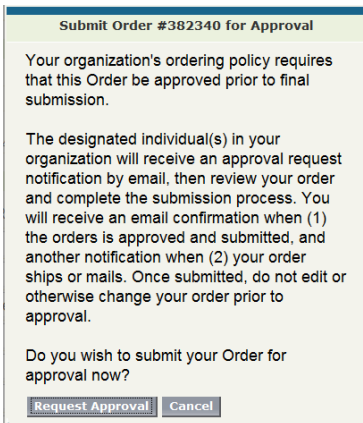 Submit Order #382340 for Approval
Your organization's ordering policy requires
that this Order be approved prior to final
submission.
The designated individual(s) in your
organization will receive an approval request
notification by email, then review your order
and complete the submission process. You
will receive an email confirmation when (1)
the orders is approved and submitted, and
another notification when (2) your order
ships or mails. Once submitted, do not edit or
otherwise change your order prior to
approval.
Do you wish to submit your Order for
approval now?
Request Approval Cancel